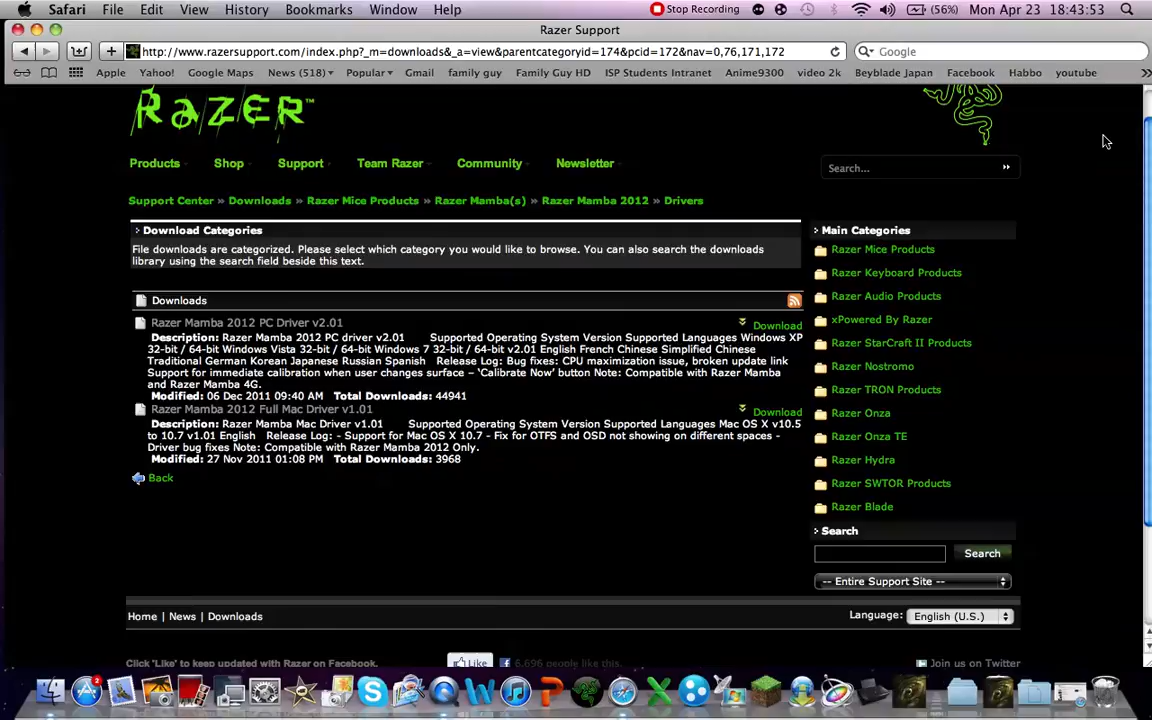 Safari File Edit View History Bookmarks Window Help Stop Recording (56%) Mon Apr 23 18:43:53
Razer Support
http://www.razersupport.com/index.php?_m=downloads&_a=view&parentcategoryid=174&pcid=172&nav=0,76,171,172
Google
Apple Yahoo! Google Maps News (518) Popular Gmail family guy Family Guy HD ISP Students Intranet Anime9300 video 2k Beyblade Japan Facebook Habbo youtube
RAZER™
Products Shop Support Team Razer Community Newsletter
Search...
Support Center » Downloads » Razer Mice Products » Razer Mamba(s) » Razer Mamba 2012 » Drivers
Download Categories
File downloads are categorized. Please select which category you would like to browse. You can also search the downloads
library using the search field beside this text.
Downloads
Razer Mamba 2012 PC Driver v2.01
Download
Description: Razer Mamba 2012 PC driver v2.01 Supported Operating System Version Supported Languages Windows XP
32-bit / 64-bit Windows Vista 32-bit / 64-bit Windows 7 32-bit / 64-bit v2.01 English French Chinese Simplified Chinese
Traditional German Korean Japanese Russian Spanish Release Log: Bug fixes: CPU maximization issue, broken update link
Support for immediate calibration when user changes surface – ‘Calibrate Now’ button Note: Compatible with Razer Mamba
and Razer Mamba 4G.
Modified: 06 Dec 2011 09:40 AM Total Downloads: 44941
Razer Mamba 2012 Full Mac Driver v1.01
Download
Description: Razer Mamba Mac Driver v1.01 Supported Operating System Version Supported Languages Mac OS X v10.5
to 10.7 v1.01 English Release Log: - Support for Mac OS X 10.7 - Fix for OTFS and OSD not showing on different spaces -
Driver bug fixes Note: Compatible with Razer Mamba 2012 Only.
Modified: 27 Nov 2011 01:08 PM Total Downloads: 3968
Back
Main Categories
Razer Mice Products
Razer Keyboard Products
Razer Audio Products
xPowered By Razer
Razer StarCraft II Products
Razer Nostromo
Razer TRON Products
Razer Onza
Razer Onza TE
Razer Hydra
Razer SWTOR Products
Razer Blade
Search
Search
-- Entire Support Site --
Home | News | Downloads
Language: English (U.S.)
Click 'Like' to keep updated with Razer on Facebook.
Like
6,696 people like this.
Join us on Twitter
2